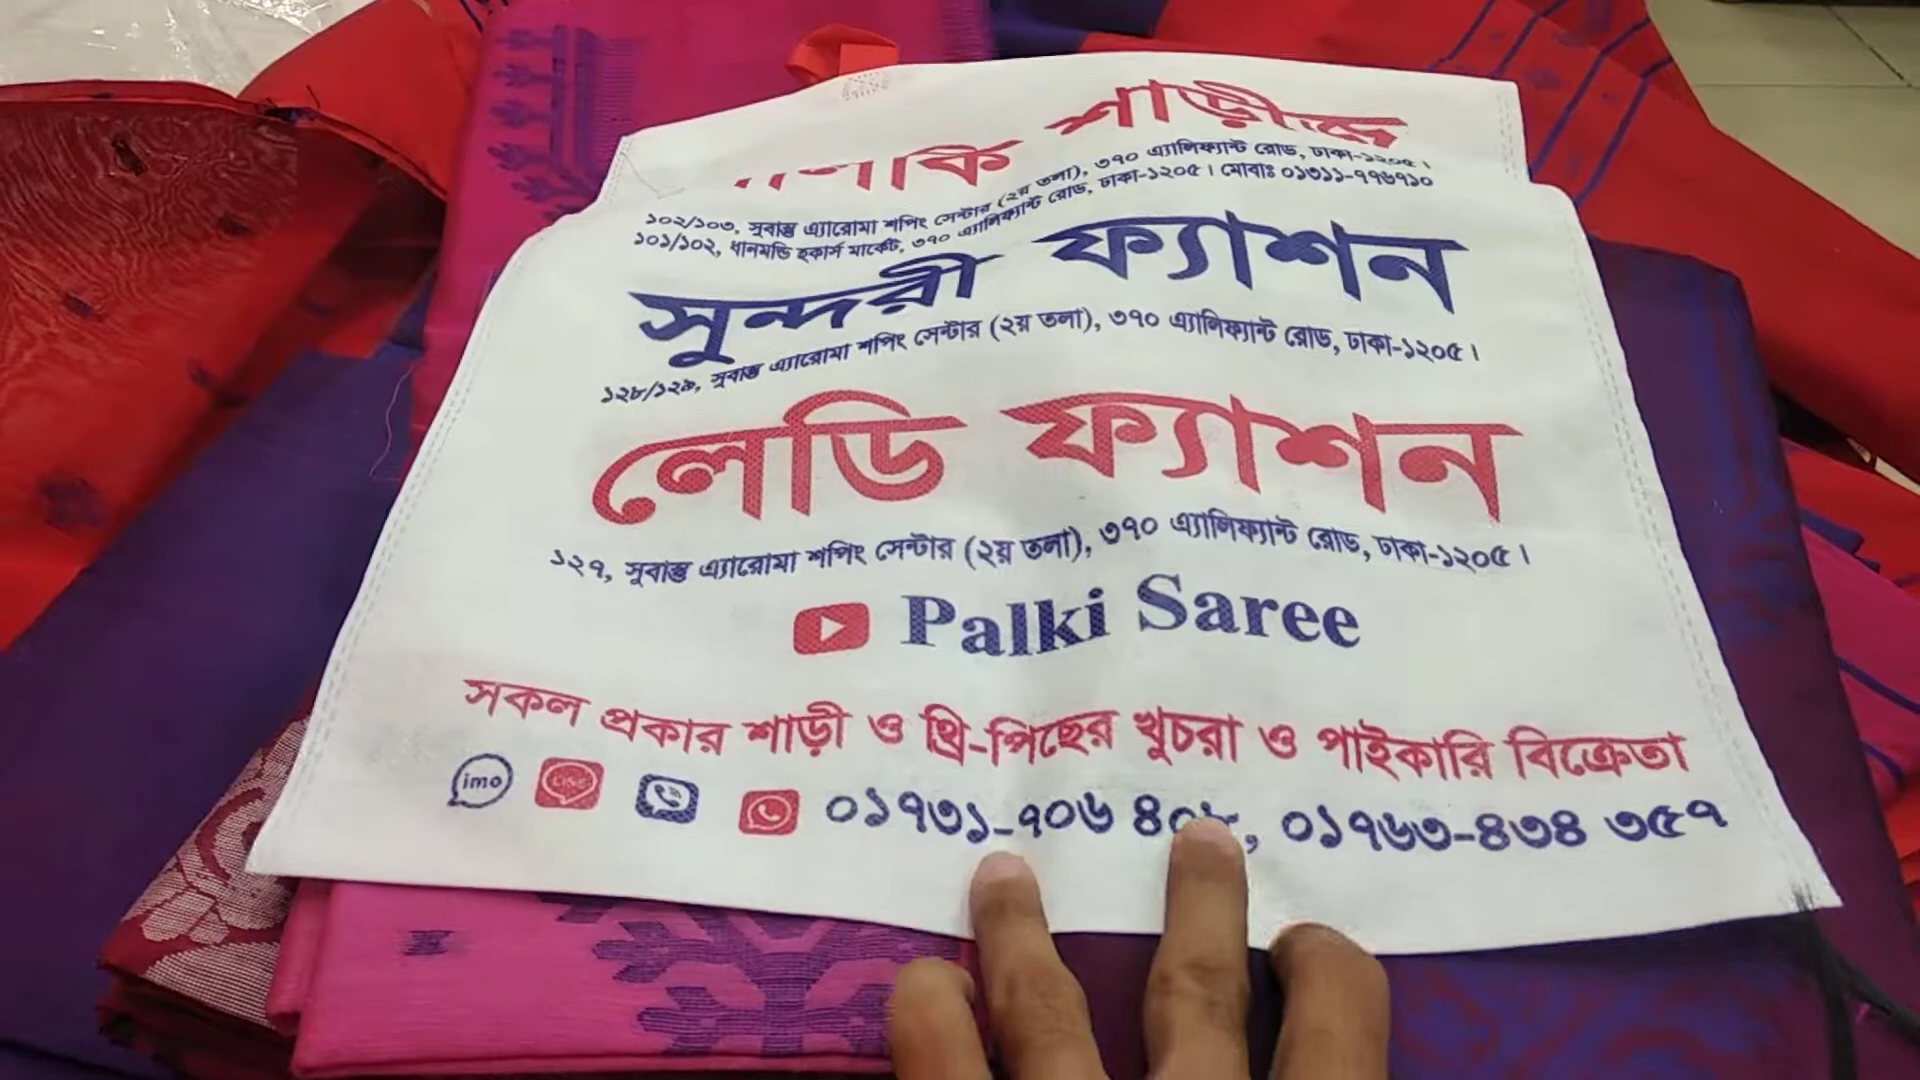 শাড়ীজ
১০২/১০৩, সুবাস্তু এ্যারোমা শপিং সেন্টার (২য় তলা), ৩৭০ এ্যালিফ্যান্ট রোড, ঢাকা-১২০৫।
১০১/১০২, ধানমন্ডি হকার্স মার্কেট, ৩৭০ এ্যালিফ্যান্ট রোড, ঢাকা-১২০৫। মোবাঃ ০১৩১১-৭৭৬৭১০
সুন্দরী ফ্যাশন
১২৮/১২৯, সুবাস্তু এ্যারোমা শপিং সেন্টার (২য় তলা), ৩৭০ এ্যালিফ্যান্ট রোড, ঢাকা-১২০৫।
লেডি ফ্যাশন
১২৭, সুবাস্তু এ্যারোমা শপিং সেন্টার (২য় তলা), ৩৭০ এ্যালিফ্যান্ট রোড, ঢাকা-১২০৫।
Palki Saree
সকল প্রকার শাড়ী ও থ্রি-পিছের খুচরা ও পাইকারি বিক্রেতা
imo ০১৭৩১-৭০৬ ৪০৮, ০১৭৬৩-৪৩৪ ৩৫৭